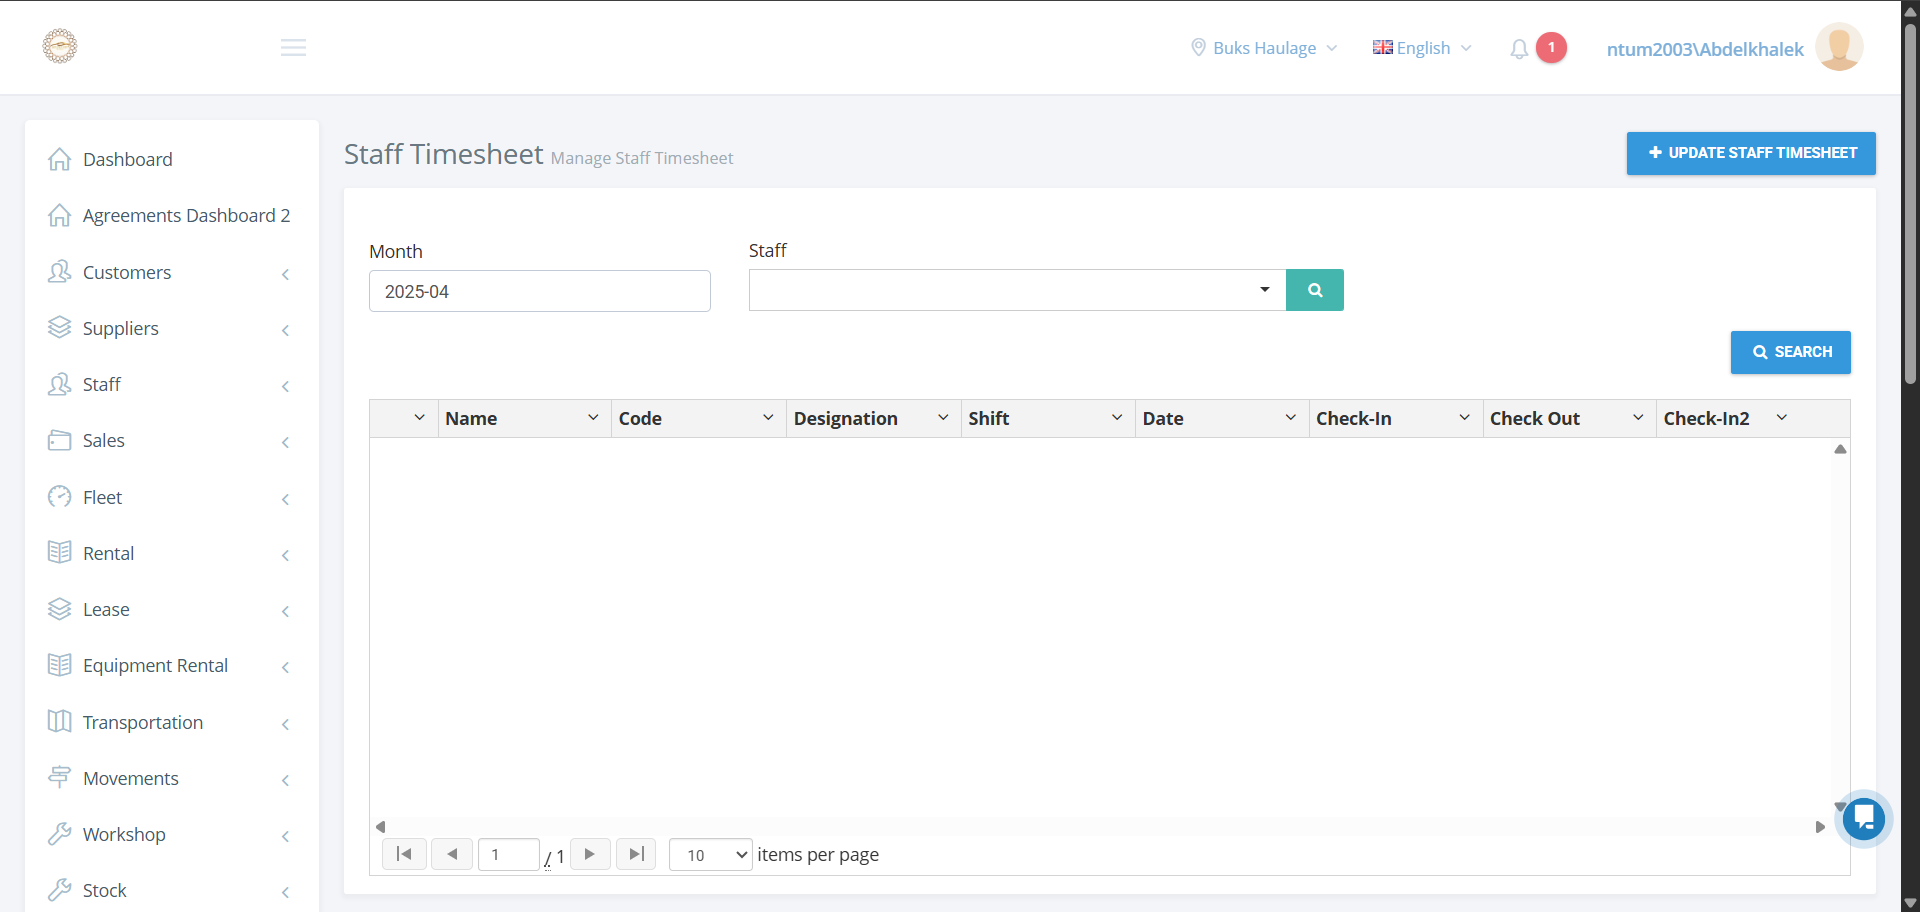 Buks Haulage
English
1
ntum2003\Abdelkhalek
Dashboard
Agreements Dashboard 2
Customers
Suppliers
Staff
Sales
Fleet
Rental
Lease
Equipment Rental
Transportation
Movements
Workshop
Stock
Staff Timesheet Manage Staff Timesheet
UPDATE STAFF TIMESHEET
Month
2025-04
Staff
SEARCH
Name Code Designation Shift Date Check-In Check Out Check-In2
1 / 1 10 items per page